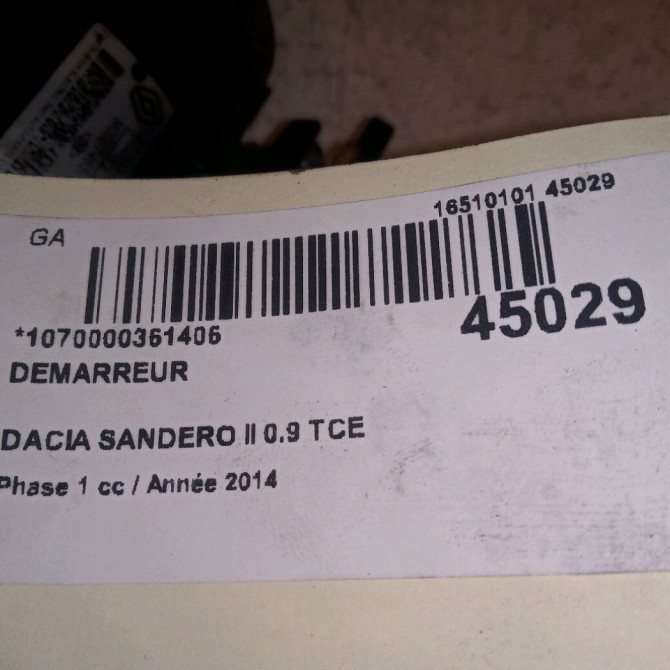 GA
16510101 45029
*1070000361406
45029
DEMARREUR
DACIA SANDERO II 0.9 TCE
Phase 1 cc / Année 2014